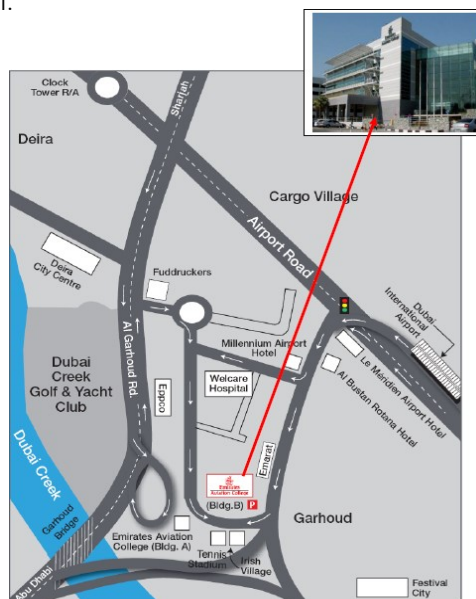 Clock
Tower R/A
Sharjah
Deira
Cargo Village
Airport Road
Deira
City Centre
Fuddruckers
Dubai
International
Airport
Al Garhoud Rd.
Millennium Airport
Hotel
Le Méridien Airport Hotel
Al Bustan Rotana Hotel
Dubai
Creek
Golf & Yacht
Club
Eppco
Welcare
Hospital
Emarat
Dubai Creek
Emirates
Aviation College
(Bldg.B) P
Garhoud
Garhoud
Bridge
Emirates Aviation
College (Bldg. A)
Tennis
Stadium
Irish
Village
Abu Dhabi
Festival
City